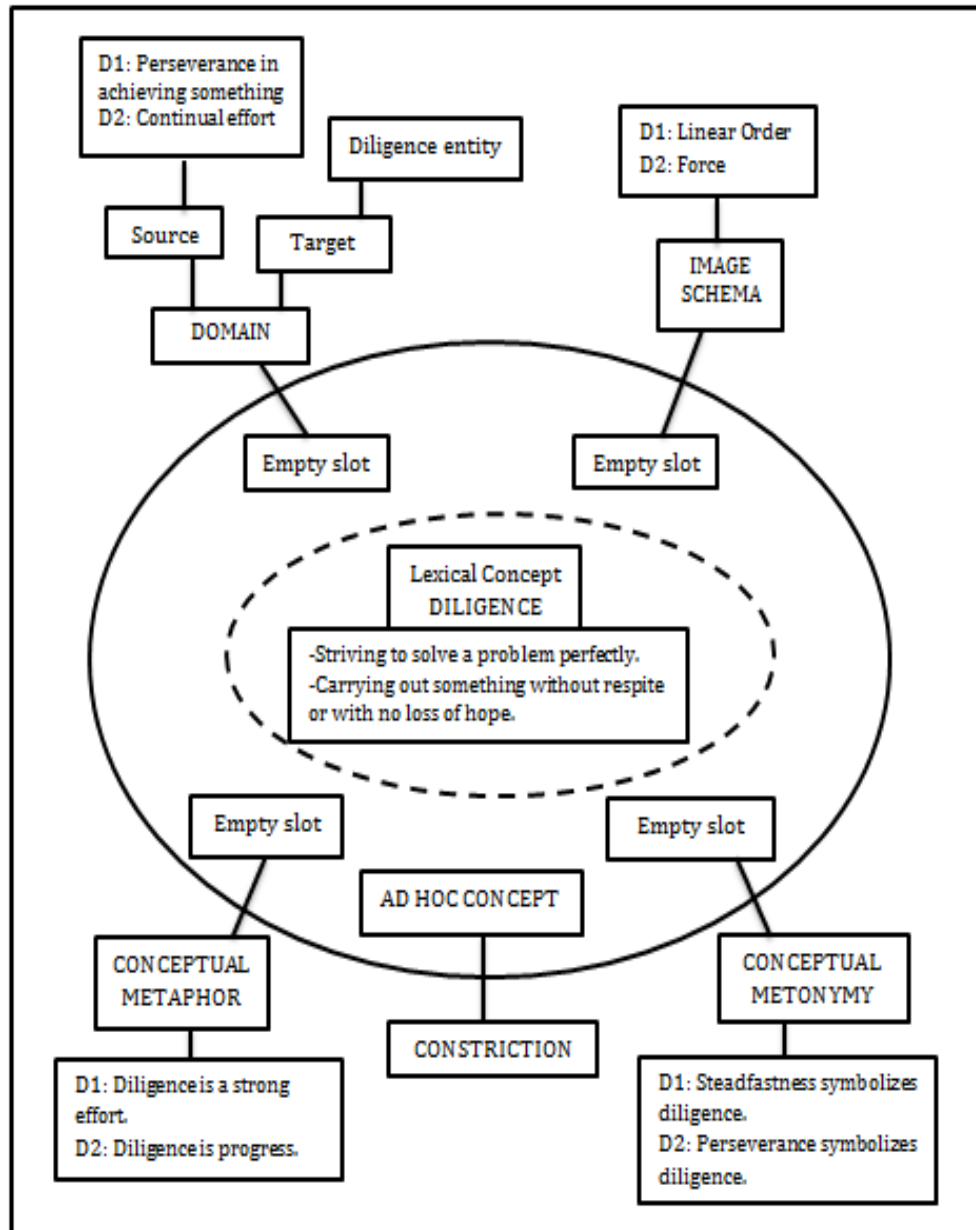 D1: Perseverance in
achieving something
D2: Continual effort
Diligence entity
D1: Linear Order
D2: Force
Source
Target
IMAGE
SCHEMA
DOMAIN
Empty slot
Empty slot
Lexical Concept
DILIGENCE
-Striving to solve a problem perfectly.
-Carrying out something without respite
or with no loss of hope.
Empty slot
Empty slot
AD HOC CONCEPT
CONCEPTUAL
METAPHOR
CONCEPTUAL
METONYMY
CONSTRICTION
D1: Diligence is a strong
effort.
D2: Diligence is progress.
D1: Steadfastness symbolizes
diligence.
D2: Perseverance symbolizes
diligence.